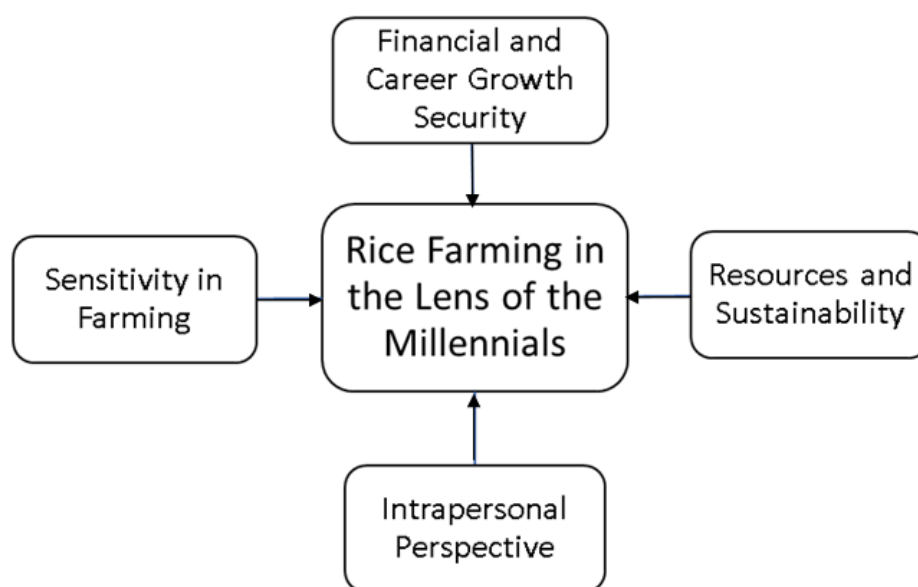 Financial and
Career Growth
Security
Sensitivity in
Farming
Rice Farming in
the Lens of the
Millennials
Resources and
Sustainability
Intrapersonal
Perspective